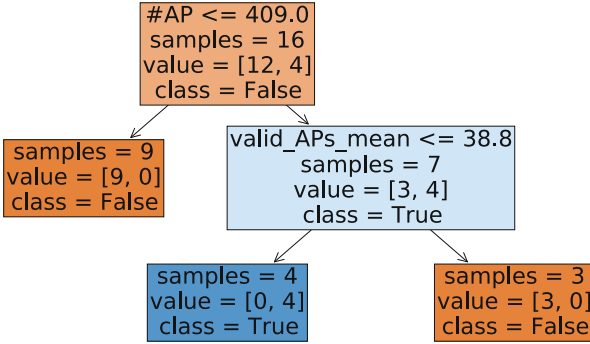 #AP <= 409.0
samples = 16
value = [12, 4]
class = False
samples = 9
value = [9, 0]
class = False
valid_APs_mean <= 38.8
samples = 7
value = [3, 4]
class = True
samples = 4
value = [0, 4]
class = True
samples = 3
value = [3, 0]
class = False